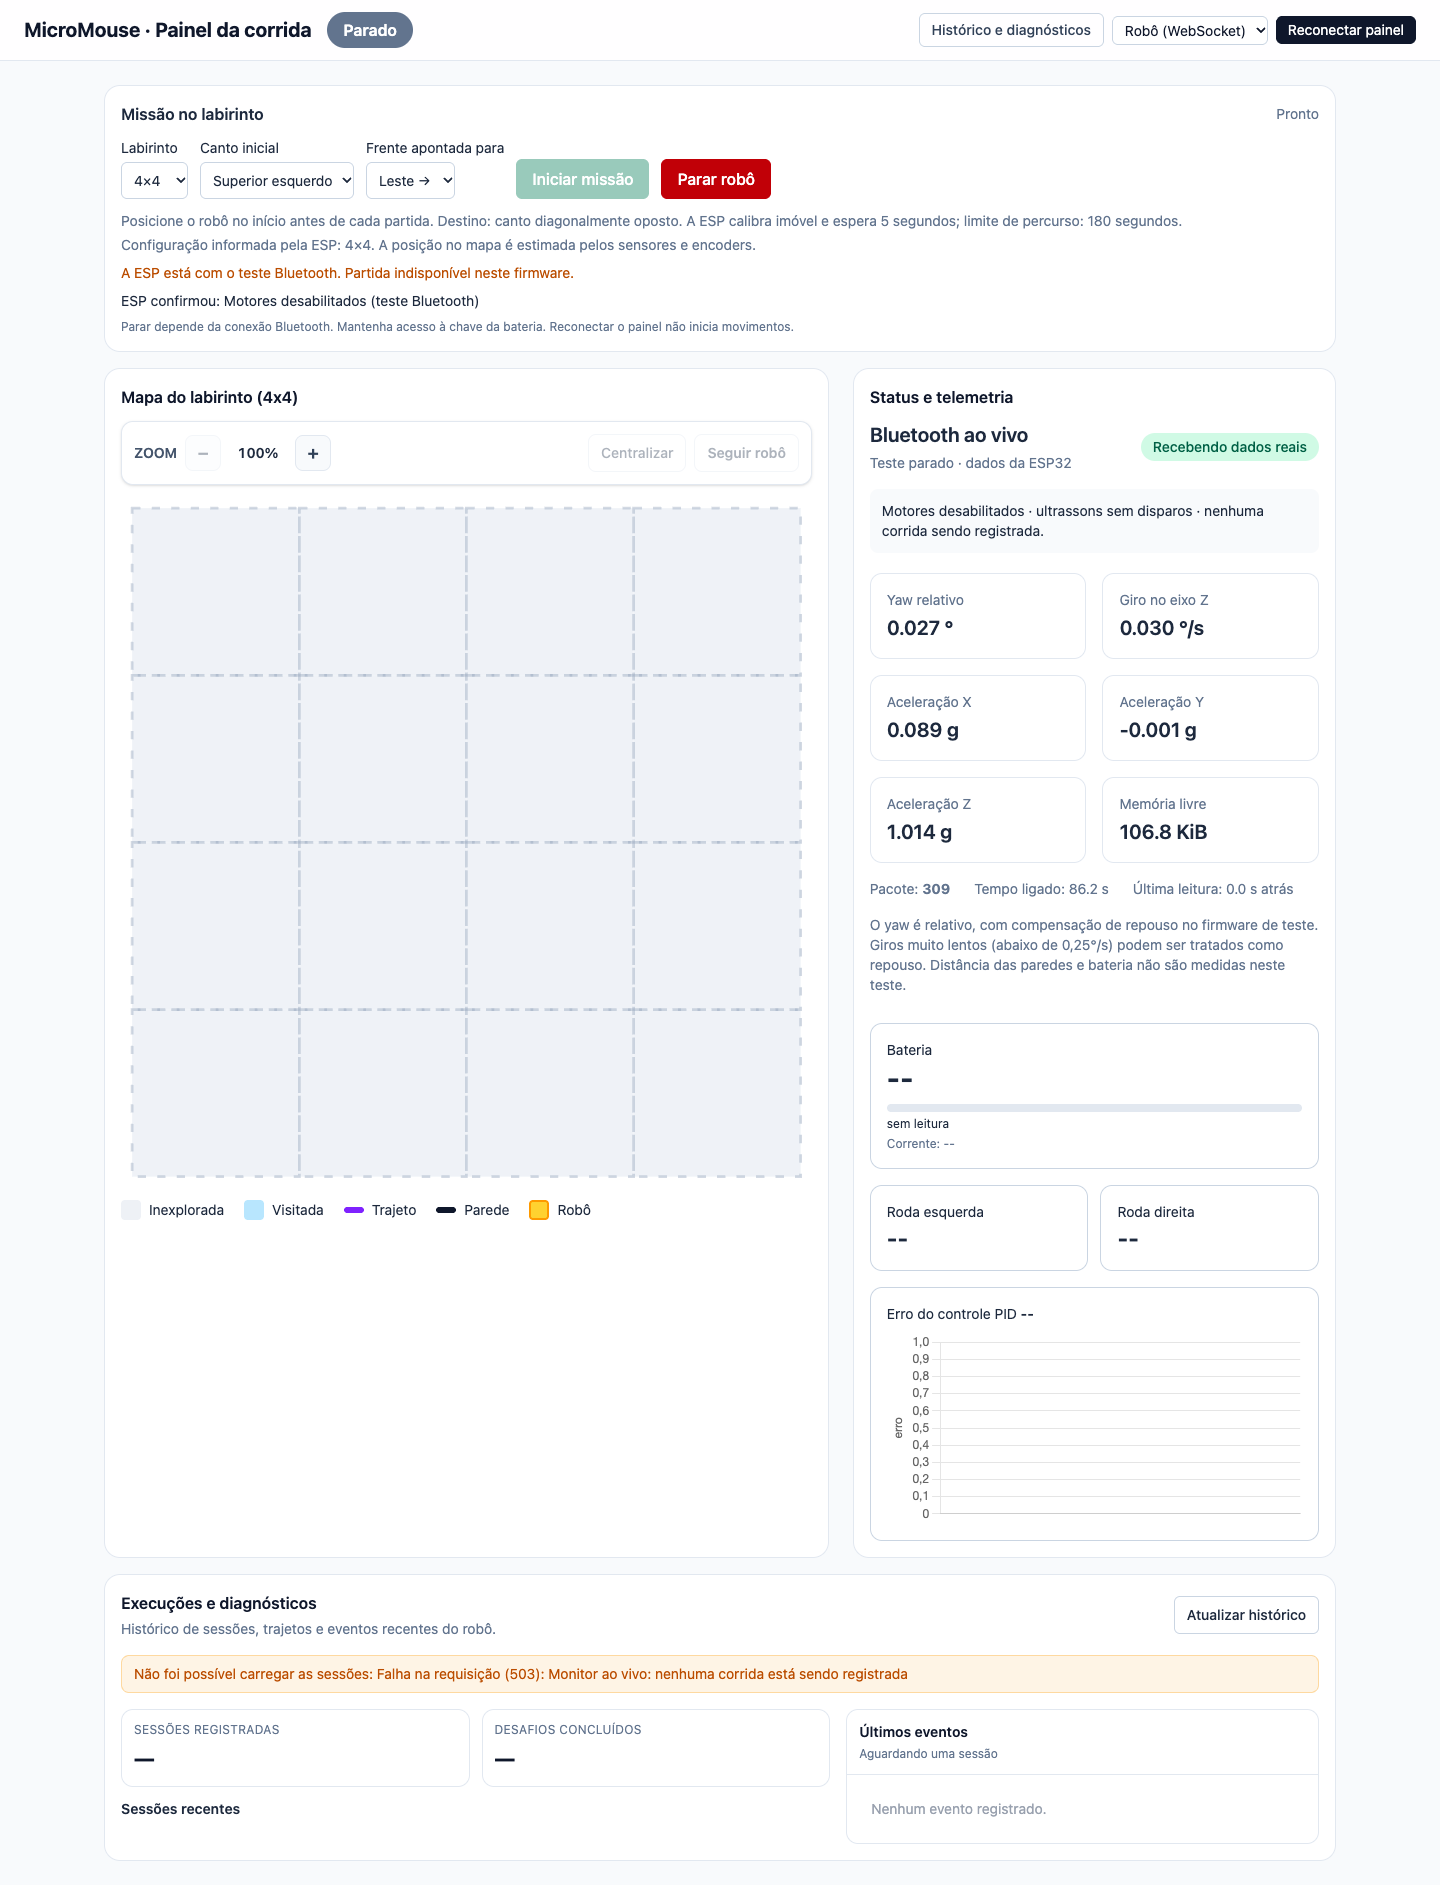 MicroMouse · Painel da corrida
Parado
Histórico e diagnósticos
Robô (WebSocket)
Reconectar painel
Missão no labirinto
Pronto
Labirinto
Canto inicial
Frente apontada para
4×4
Superior esquerdo
Leste →
Iniciar missão
Parar robô
Posicione o robô no início antes de cada partida. Destino: canto diagonalmente oposto. A ESP calibra imóvel e espera 5 segundos; limite de percurso: 180 segundos.
Configuração informada pela ESP: 4×4. A posição no mapa é estimada pelos sensores e encoders.
A ESP está com o teste Bluetooth. Partida indisponível neste firmware.
ESP confirmou: Motores desabilitados (teste Bluetooth)
Parar depende da conexão Bluetooth. Mantenha acesso à chave da bateria. Reconectar o painel não inicia movimentos.
Mapa do labirinto (4x4)
ZOOM
−
100%
+
Centralizar
Seguir robô
Inexplorada
Visitada
Trajeto
Parede
Robô
Status e telemetria
Bluetooth ao vivo
Teste parado · dados da ESP32
Recebendo dados reais
Motores desabilitados · ultrassons sem disparos · nenhuma
corrida sendo registrada.
Yaw relativo
0.027 °
Giro no eixo Z
0.030 °/s
Aceleração X
0.089 g
Aceleração Y
-0.001 g
Aceleração Z
1.014 g
Memória livre
106.8 KiB
Pacote: 309
Tempo ligado: 86.2 s
Última leitura: 0.0 s atrás
O yaw é relativo, com compensação de repouso no firmware de teste.
Giros muito lentos (abaixo de 0,25°/s) podem ser tratados como
repouso. Distância das paredes e bateria não são medidas neste
teste.
Bateria
--
sem leitura
Corrente: --
Roda esquerda
--
Roda direita
--
Erro do controle PID --
1,0
0,9
0,8
0,7
0,6
0,5
0,4
0,3
0,2
0,1
0
erro
Execuções e diagnósticos
Histórico de sessões, trajetos e eventos recentes do robô.
Atualizar histórico
Não foi possível carregar as sessões: Falha na requisição (503): Monitor ao vivo: nenhuma corrida está sendo registrada
SESSÕES REGISTRADAS
—
DESAFIOS CONCLUÍDOS
—
Sessões recentes
Últimos eventos
Aguardando uma sessão
Nenhum evento registrado.